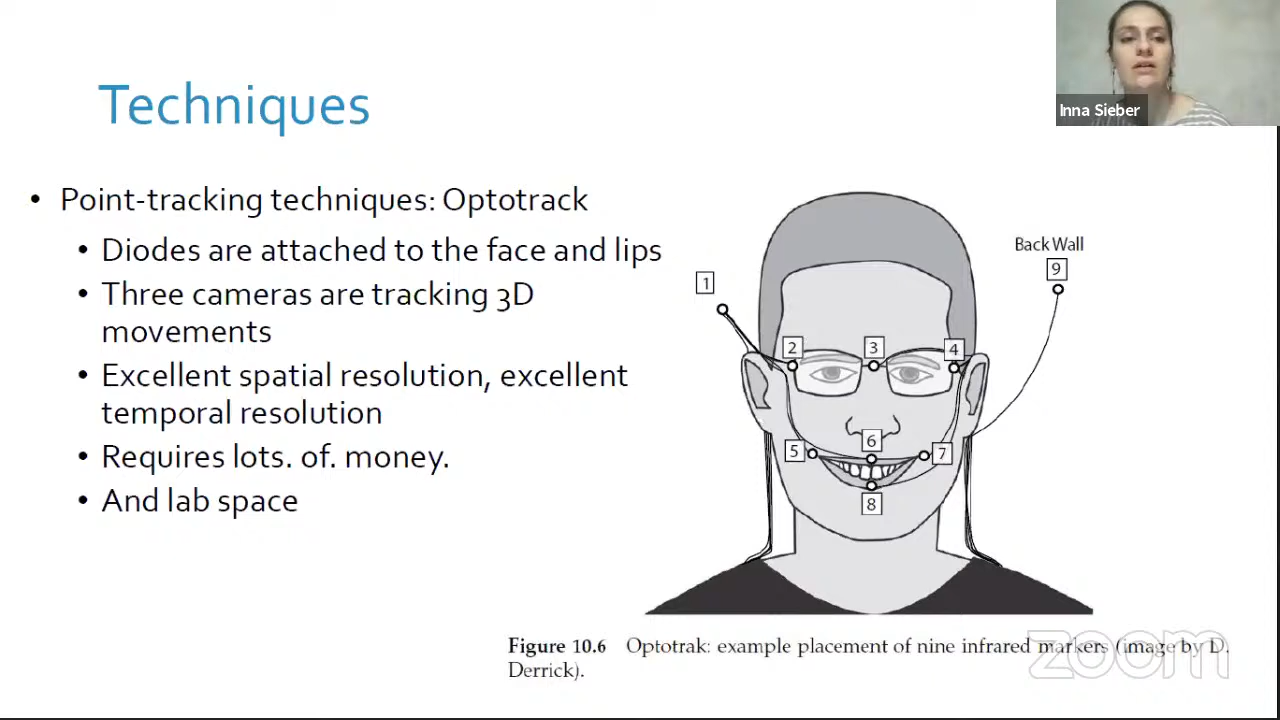 Inna Sieber
Techniques
• Point-tracking techniques: Optotrack
• Diodes are attached to the face and lips
• Three cameras are tracking 3D
movements
• Excellent spatial resolution, excellent
temporal resolution
• Requires lots. of. money.
• And lab space
Back Wall
9
1
2
3
4
5
6
7
8
Figure 10.6 Optotrak: example placement of nine infrared markers (image by D.
Derrick).
zoom